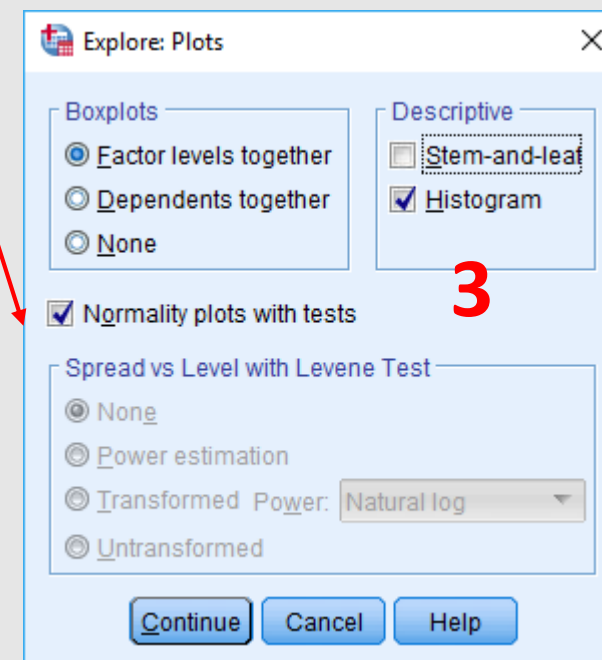 Explore: Plots
Boxplots
Factor levels together
Dependents together
None
Descriptive
Stem-and-leaf
Histogram
3
Normality plots with tests
Spread vs Level with Levene Test
None
Power estimation
Transformed Power: Natural log
Untransformed
Continue Cancel Help